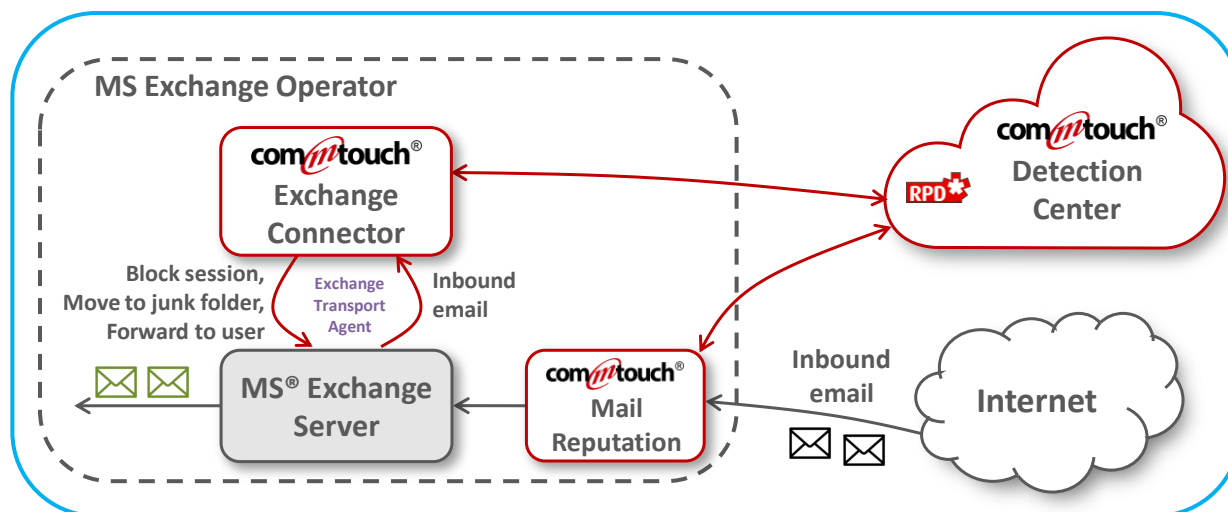 MS Exchange Operator
commtouch®
Exchange
Connector
commtouch®
Detection
Center
RPD
Block session,
Move to junk folder,
Forward to user
Exchange
Transport
Agent
Inbound
email
MS® Exchange
Server
commtouch®
Mail
Reputation
Inbound
email
Internet